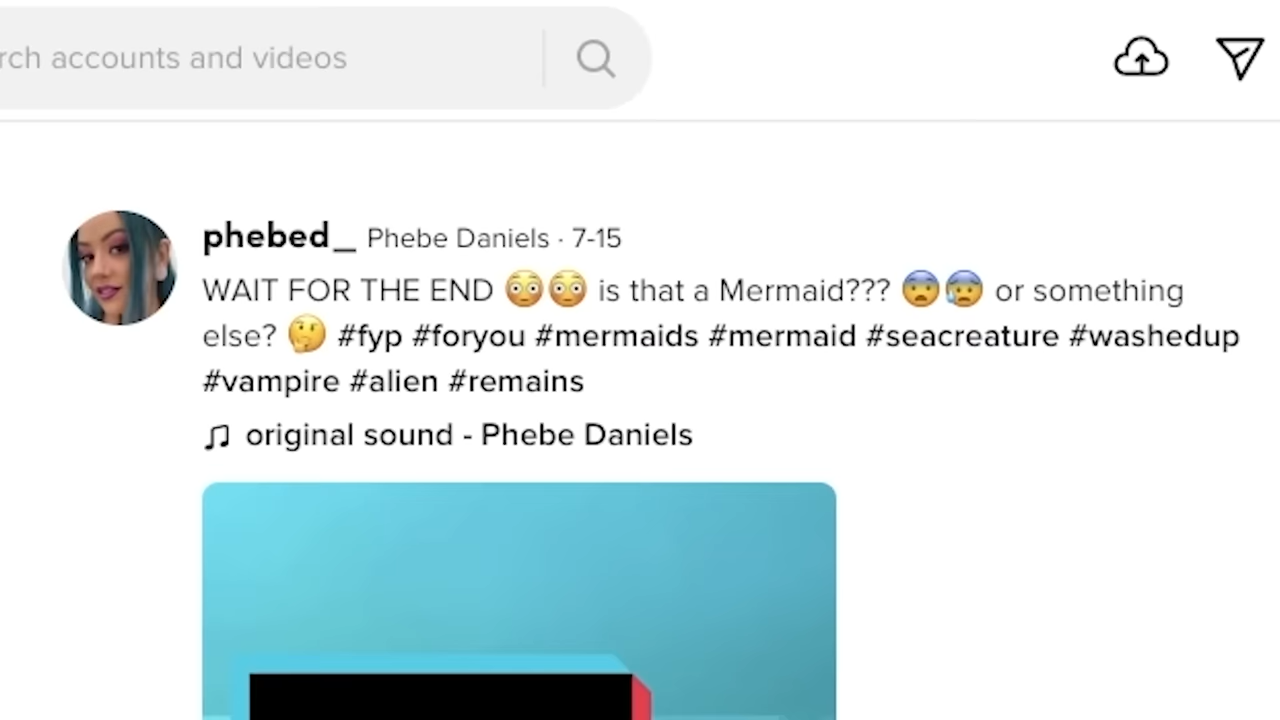 rch accounts and videos
phebed_ Phebe Daniels · 7-15
WAIT FOR THE END 😳😳 is that a Mermaid??? 😨😰 or something
else? 🤔 #fyp #foryou #mermaids #mermaid #seacreature #washedup
#vampire #alien #remains
♫ original sound - Phebe Daniels